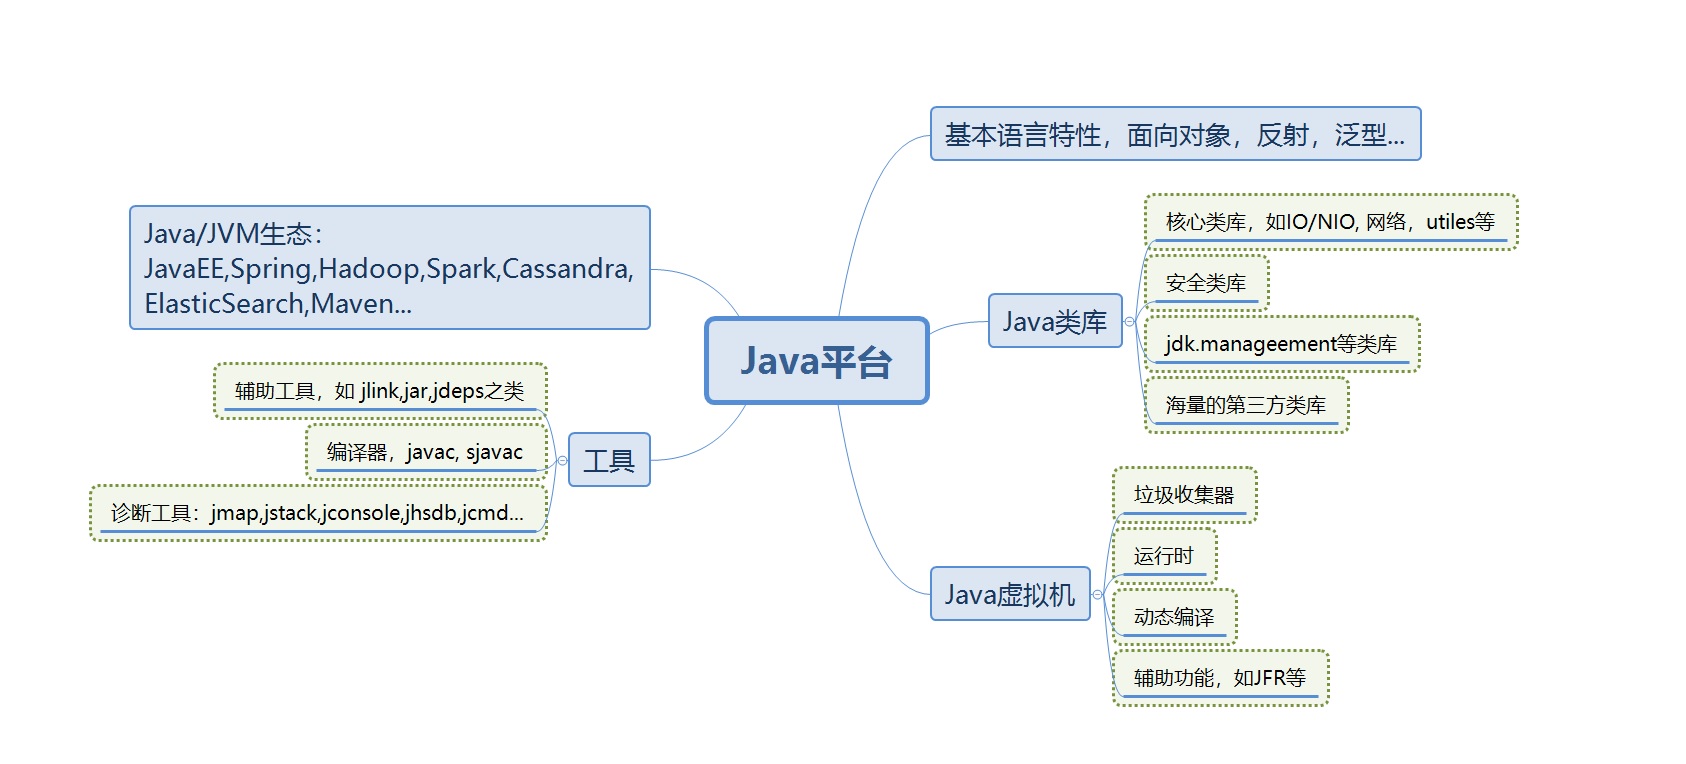 Java平台
基本语言特性，面向对象，反射，泛型...
Java类库
核心类库，如IO/NIO, 网络，utiles等
安全类库
jdk.manageement等类库
海量的第三方类库
Java虚拟机
垃圾收集器
运行时
动态编译
辅助功能，如JFR等
Java/JVM生态：
JavaEE,Spring,Hadoop,Spark,Cassandra,
ElasticSearch,Maven...
工具
辅助工具，如 jlink,jar,jdeps之类
编译器，javac, sjavac
诊断工具：jmap,jstack,jconsole,jhsdb,jcmd...